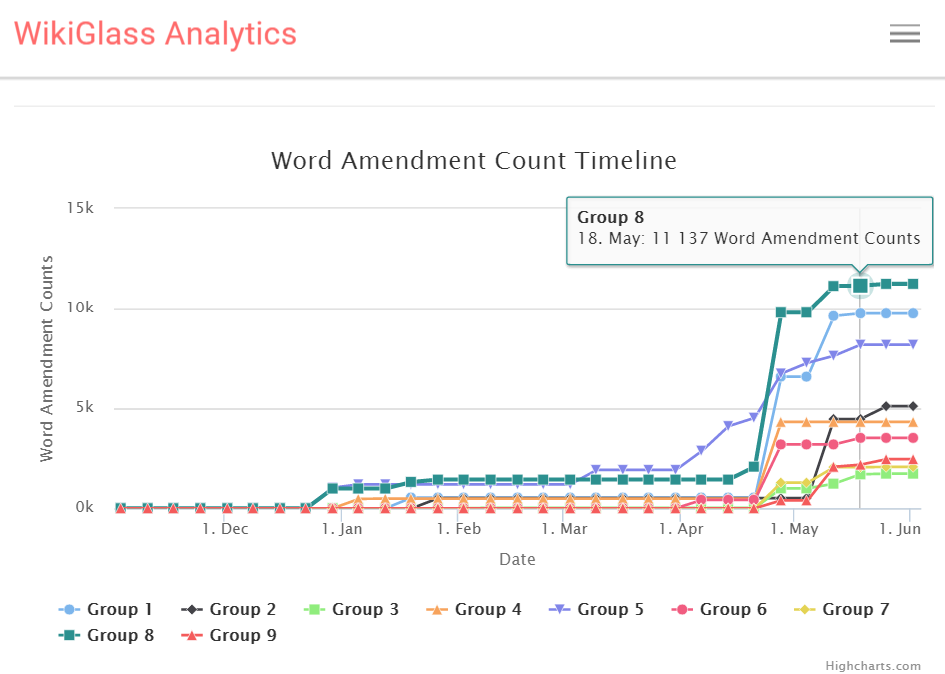 WikiGlass Analytics
Word Amendment Count Timeline
Group 8
18. May: 11 137 Word Amendment Counts
15k
10k
5k
0k
Word Amendment Counts
1. Dec 1. Jan 1. Feb 1. Mar 1. Apr 1. May 1. Jun
Date
Group 1 Group 2 Group 3 Group 4 Group 5 Group 6 Group 7
Group 8 Group 9
Highcharts.com